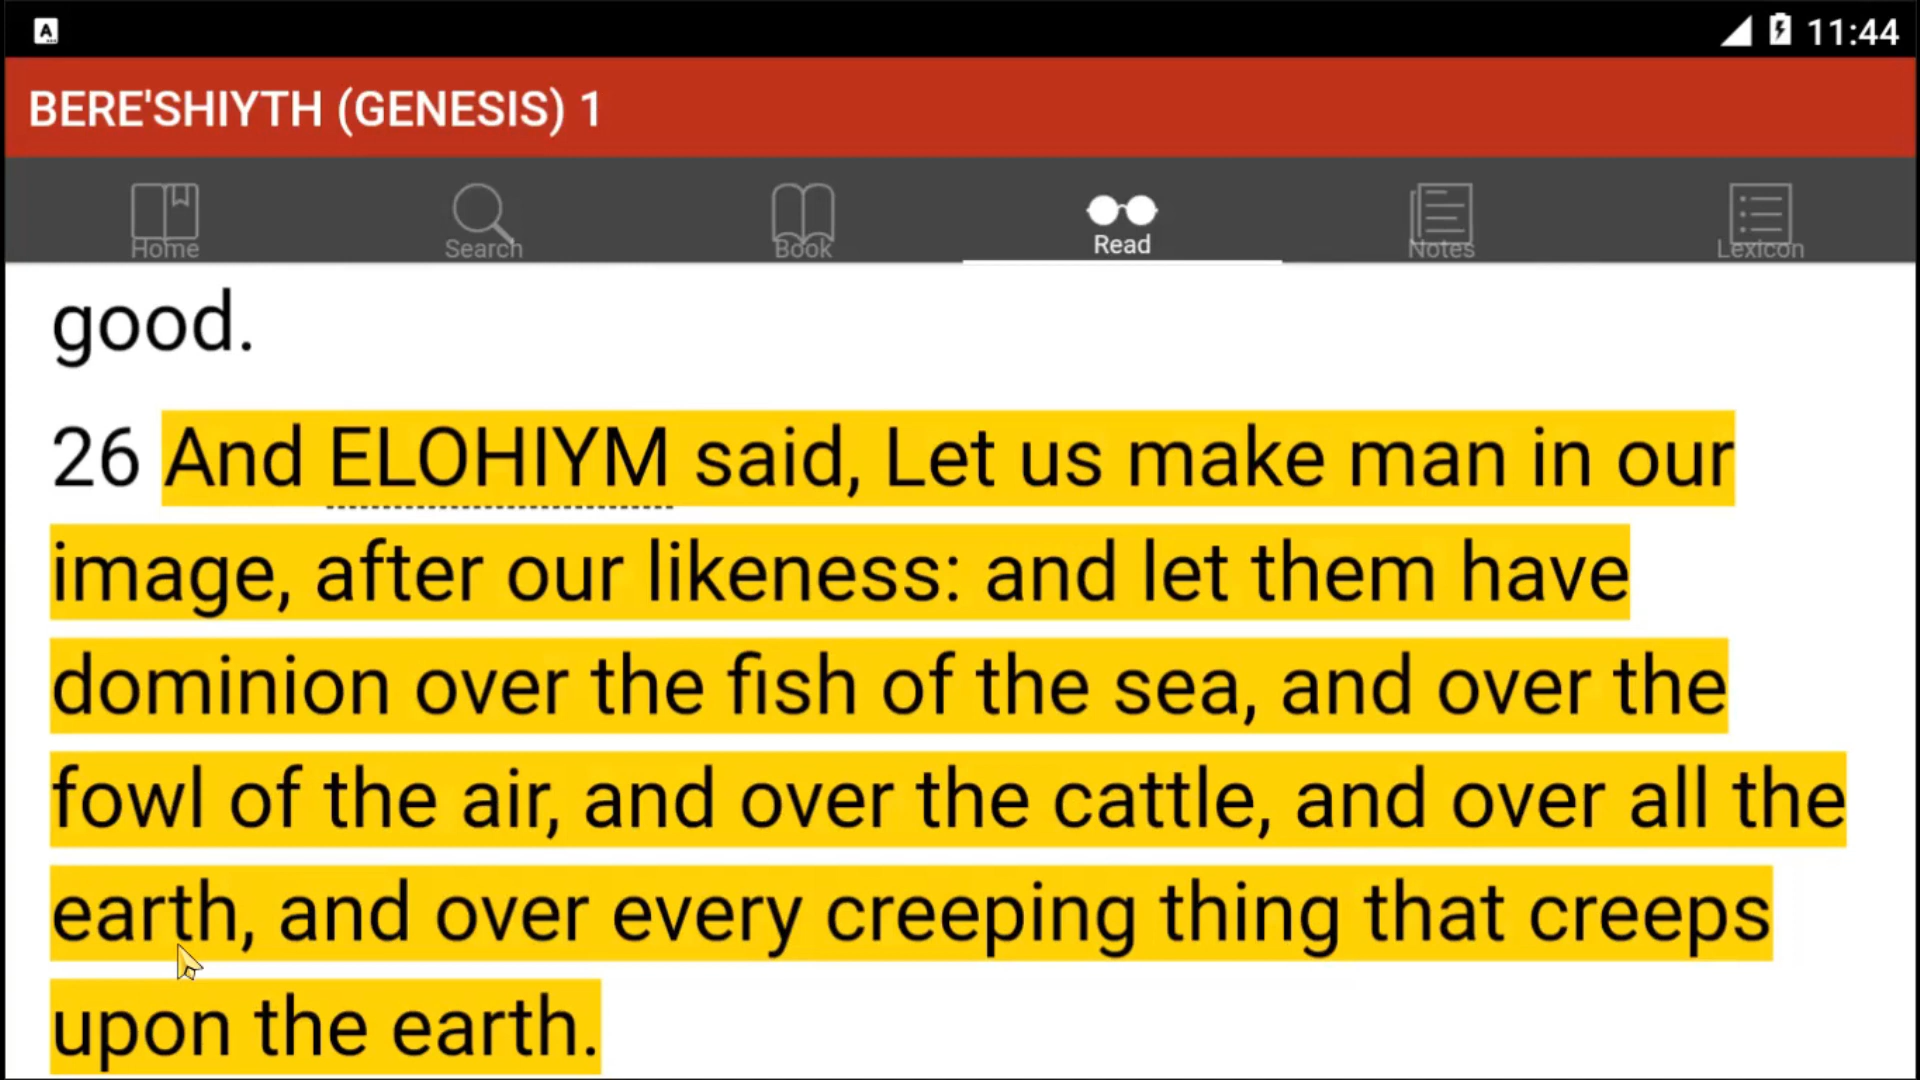 A
11:44
BERE'SHIYTH (GENESIS) 1
Home Search Book Read Notes Lexicon
good.
26 And ELOHIYM said, Let us make man in our
image, after our likeness: and let them have
dominion over the fish of the sea, and over the
fowl of the air, and over the cattle, and over all the
earth, and over every creeping thing that creeps
upon the earth.